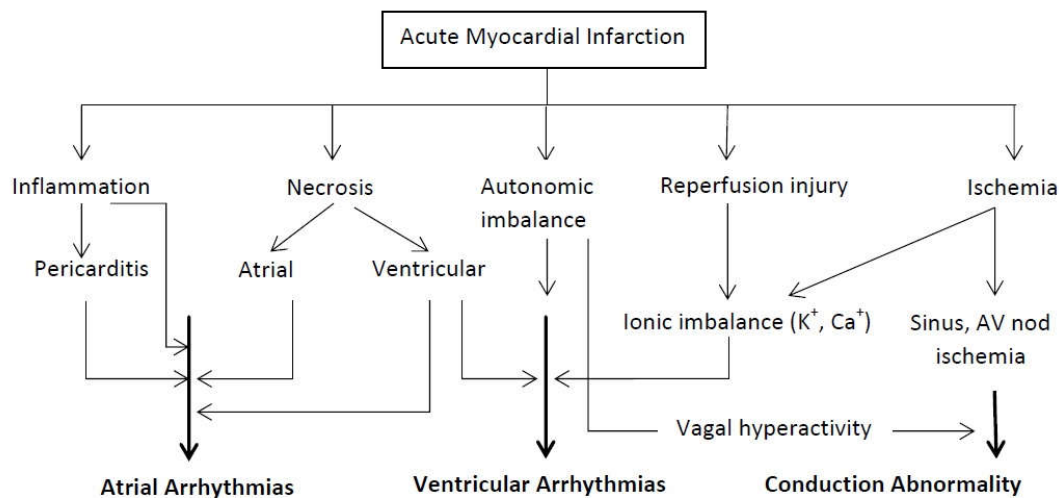 Acute Myocardial Infarction
Inflammation Necrosis Autonomic imbalance Reperfusion injury Ischemia
Pericarditis Atrial Ventricular
Ionic imbalance (K⁺, Ca⁺) Sinus, AV nod ischemia
Vagal hyperactivity
Atrial Arrhythmias Ventricular Arrhythmias Conduction Abnormality